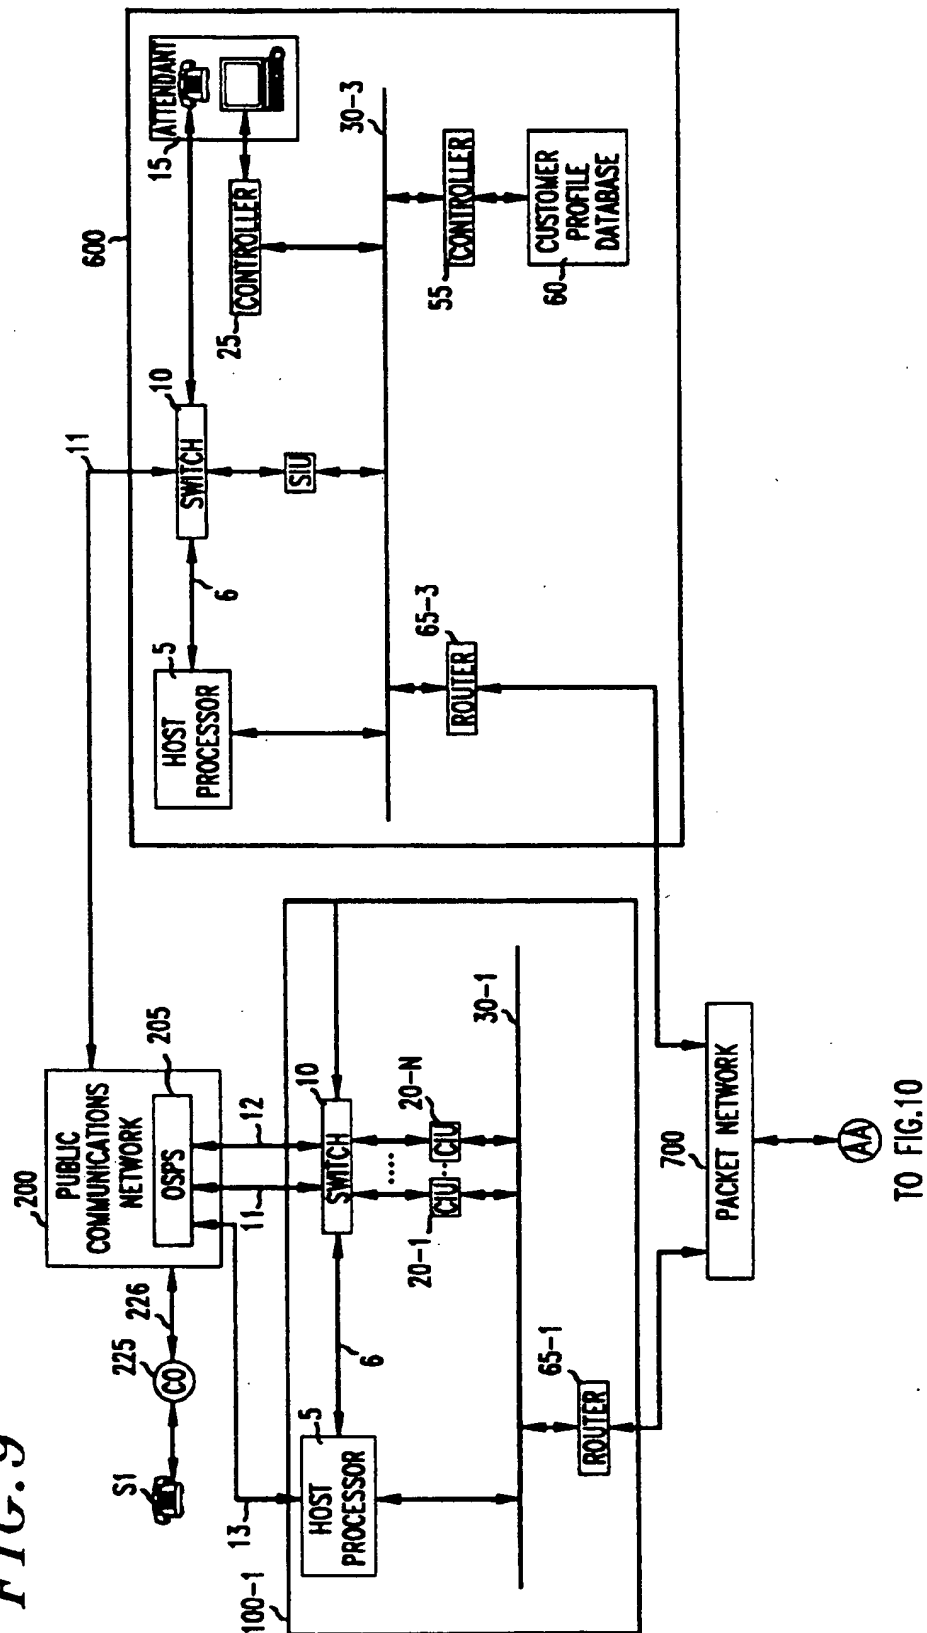 FIG. 9
S1
225
CO
226
200
PUBLIC
COMMUNICATIONS
NETWORK
205
OSPS
11
13
11
12
100-1
5
HOST
PROCESSOR
6
10
SWITCH
20-1
CIU
....
...
20-N
CIU
30-1
65-1
ROUTER
600
5
HOST
PROCESSOR
6
10
SWITCH
SIU
15
ATTENDANT
25
CONTROLLER
30-3
65-3
ROUTER
55
CONTROLLER
60
CUSTOMER
PROFILE
DATABASE
700
PACKET NETWORK
AA
TO FIG.10